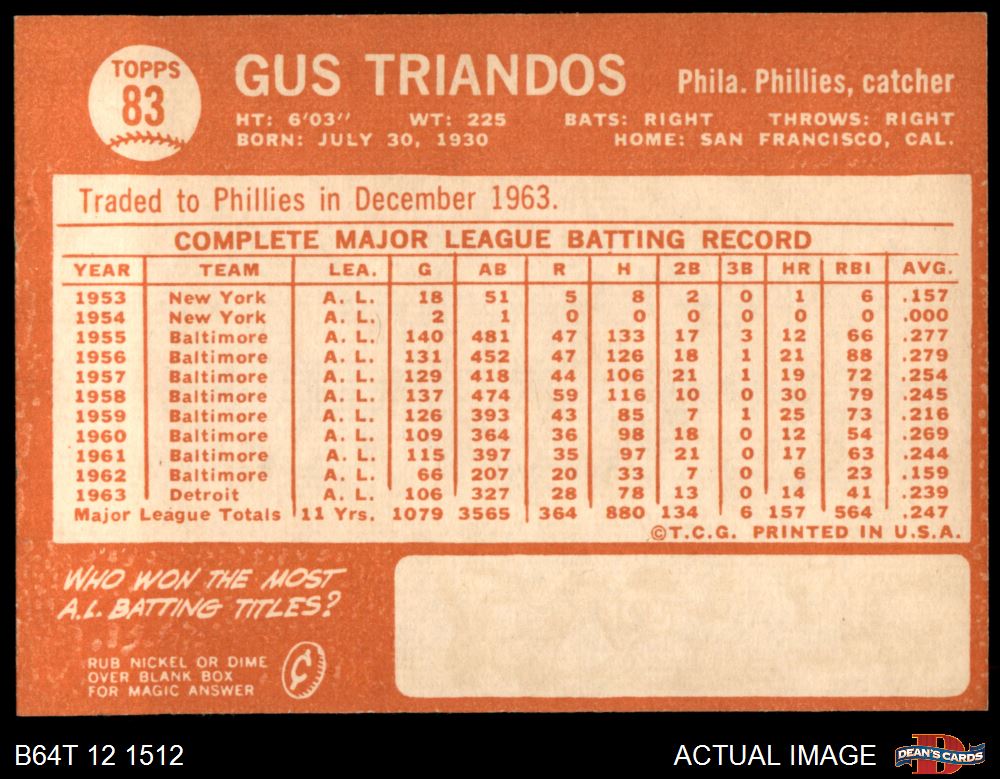 TOPPS
83
GUS TRIANDOS
Phila. Phillies, catcher
HT: 6'03" WT: 225 BATS: RIGHT THROWS: RIGHT
BORN: JULY 30, 1930 HOME: SAN FRANCISCO, CAL.
Traded to Phillies in December 1963.
COMPLETE MAJOR LEAGUE BATTING RECORD
YEAR TEAM LEA. G AB R H 2B 3B HR RBI AVG.
1953 New York A. L. 18 51 5 8 2 0 1 6 .157
1954 New York A. L. 2 1 0 0 0 0 0 0 .000
1955 Baltimore A. L. 140 481 47 133 17 3 12 66 .277
1956 Baltimore A. L. 131 452 47 126 18 1 21 88 .279
1957 Baltimore A. L. 129 418 44 106 21 1 19 72 .254
1958 Baltimore A. L. 137 474 59 116 10 0 30 79 .245
1959 Baltimore A. L. 126 393 43 85 7 1 25 73 .216
1960 Baltimore A. L. 109 364 36 98 18 0 12 54 .269
1961 Baltimore A. L. 115 397 35 97 21 0 17 63 .244
1962 Baltimore A. L. 66 207 20 33 7 0 6 23 .159
1963 Detroit A. L. 106 327 28 78 13 0 14 41 .239
Major League Totals 11 Yrs. 1079 3565 364 880 134 6 157 564 .247
©T.C.G. PRINTED IN U.S.A.
WHO WON THE MOST
A.L. BATTING TITLES?
RUB NICKEL OR DIME
OVER BLANK BOX
FOR MAGIC ANSWER
B64T 12 1512
ACTUAL IMAGE
DEAN'S CARDS